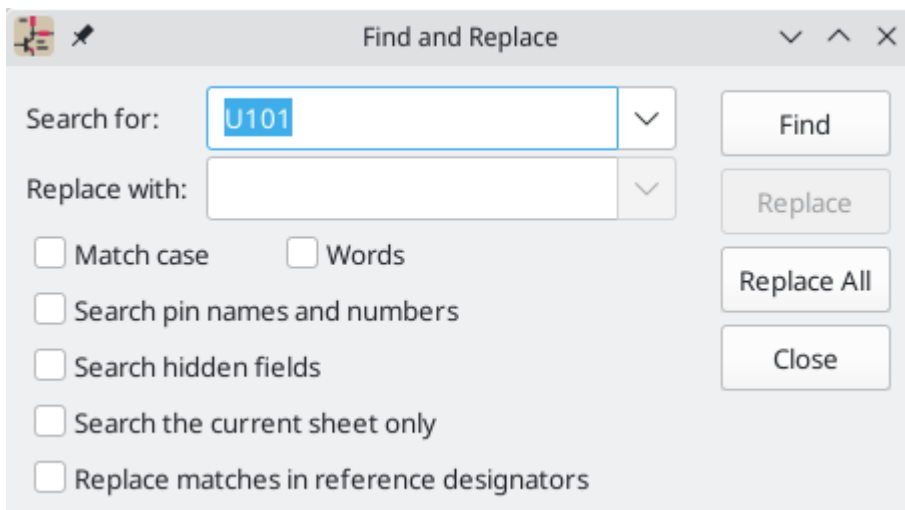 Find and Replace
Search for: U101
Find
Replace with:
Replace
Match case Words
Replace All
Search pin names and numbers
Search hidden fields
Close
Search the current sheet only
Replace matches in reference designators